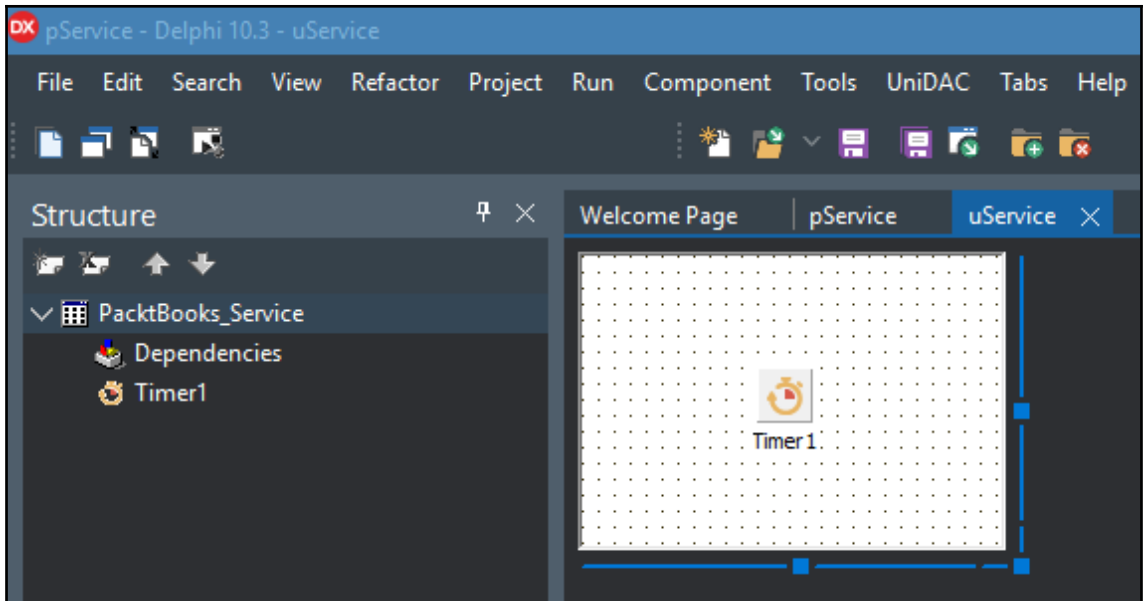 DX pService - Delphi 10.3 - uService
File Edit Search View Refactor Project Run Component Tools UniDAC Tabs Help
Structure
Welcome Page pService uService
PacktBooks_Service
Dependencies
Timer1
Timer1